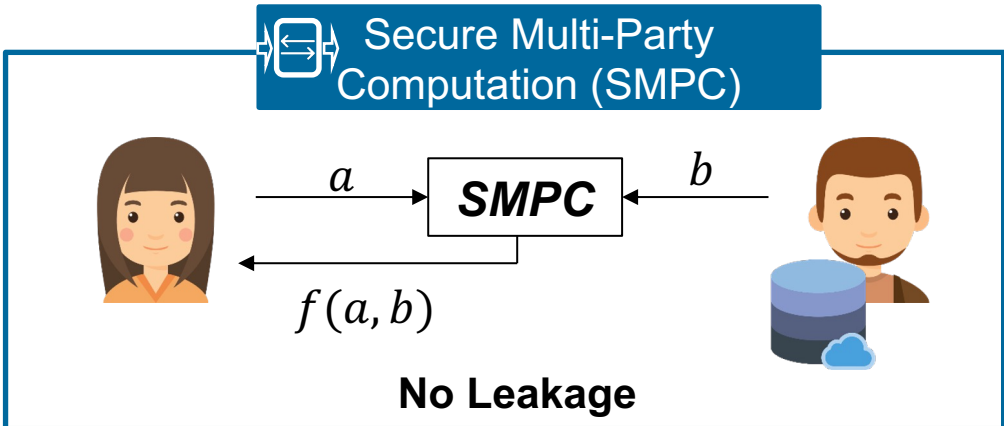 Secure Multi-Party
Computation (SMPC)
a
SMPC
b
f(a, b)
No Leakage